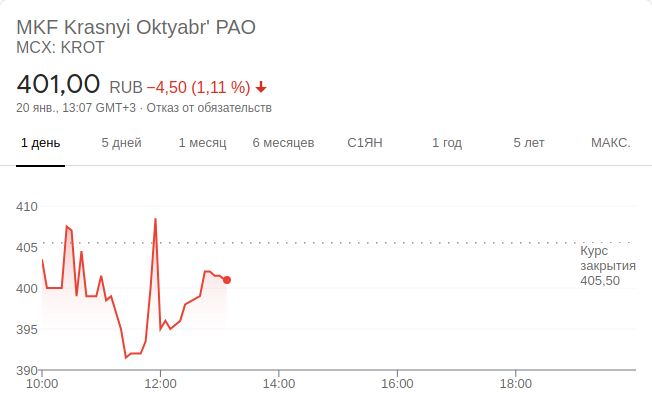 MKF Krasnyi Oktyabr' PAO
MCX: KROT
401,00 RUB −4,50 (1,11 %)
20 янв., 13:07 GMT+3 · Отказ от обязательств
1 день 5 дней 1 месяц 6 месяцев С1ЯН 1 год 5 лет МАКС.
410
405
400
395
390
Курс
закрытия
405,50
10:00 12:00 14:00 16:00 18:00